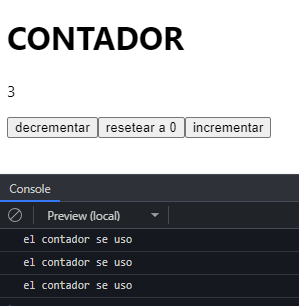 CONTADOR
3
decrementar resetear a 0 incrementar
Console
Preview (local)
el contador se uso
el contador se uso
el contador se uso